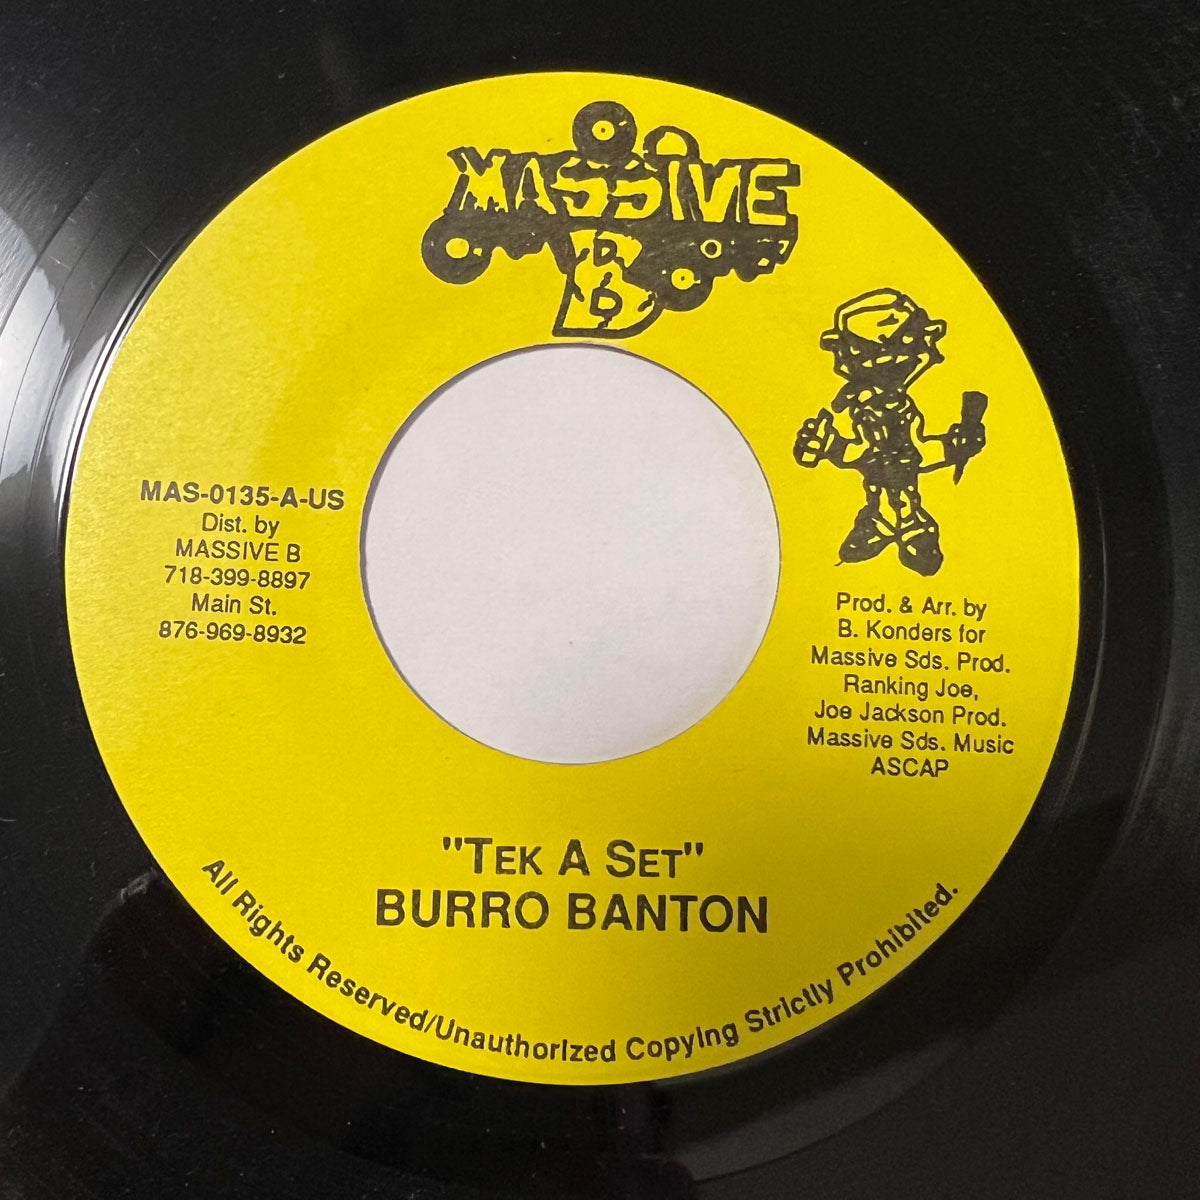 MASSIVE
B
MAS-0135-A-US
Dist. by
MASSIVE B
718-399-8897
Main St.
876-969-8932
Prod. & Arr. by
B. Konders for
Massive Sds. Prod.
Ranking Joe,
Joe Jackson Prod.
Massive Sds. Music
ASCAP
"TEK A SET"
BURRO BANTON
All Rights Reserved/Unauthorized Copying Strictly Prohibited.